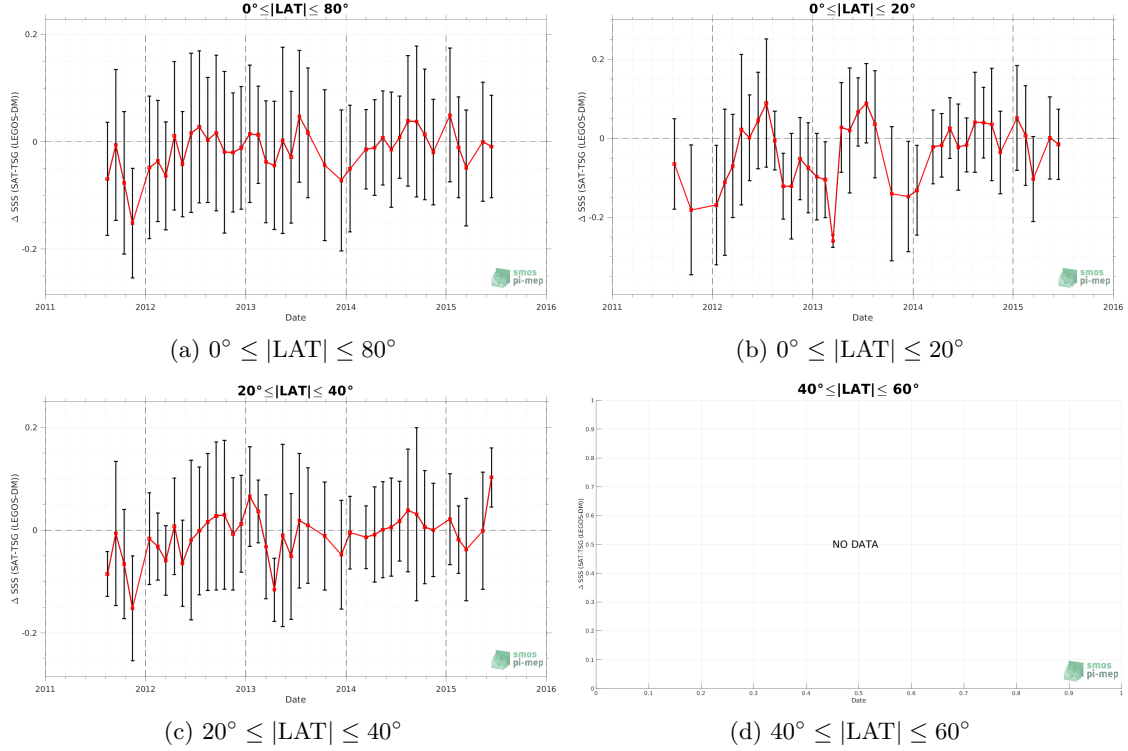 0°≤|LAT|≤ 80°
Δ SSS (SAT-TSG (LEGOS-DM))
0.2
0
-0.2
2011 2012 2013 2014 2015 2016
Date
smos
pi-mep
(a) 0° ≤ |LAT| ≤ 80°
0°≤|LAT|≤ 20°
Δ SSS (SAT-TSG (LEGOS-DM))
0.2
0
-0.2
2011 2012 2013 2014 2015 2016
Date
smos
pi-mep
(b) 0° ≤ |LAT| ≤ 20°
20°≤|LAT|≤ 40°
Δ SSS (SAT-TSG (LEGOS-DM))
0.2
0
-0.2
2011 2012 2013 2014 2015 2016
Date
smos
pi-mep
(c) 20° ≤ |LAT| ≤ 40°
40°≤|LAT|≤ 60°
Δ SSS (SAT-TSG (LEGOS-DM))
1
0.9
0.8
0.7
0.6
0.5
0.4
0.3
0.2
0.1
0
NO DATA
0 0.1 0.2 0.3 0.4 0.5 0.6 0.7 0.8 0.9 1
Date
smos
pi-mep
(d) 40° ≤ |LAT| ≤ 60°